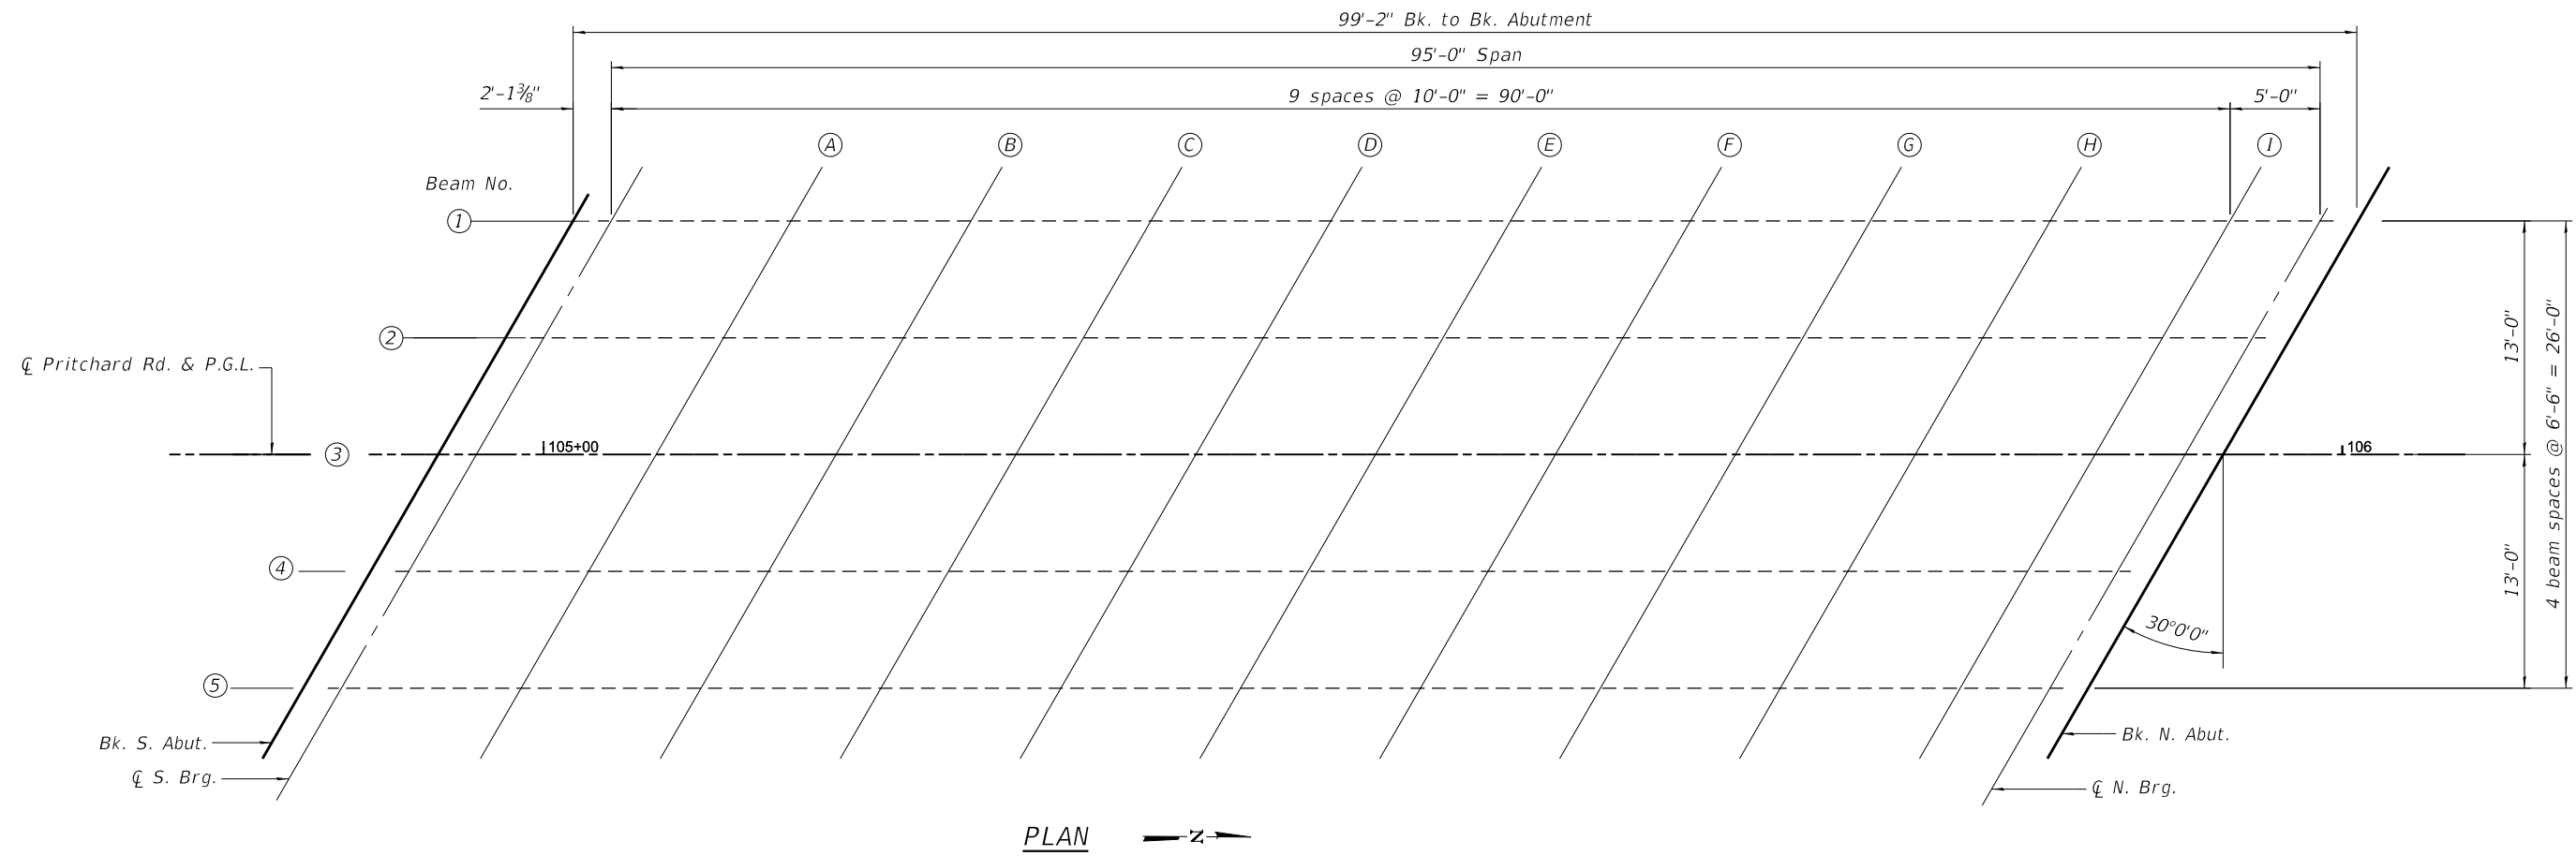 99'-2" Bk. to Bk. Abutment
95'-0" Span
2'-1⅜"
9 spaces @ 10'-0" = 90'-0"
5'-0"
A B C D E F G H I
Beam No.
1
2
℄ Pritchard Rd. & P.G.L.
3
105+00
106
4
5
13'-0"
13'-0"
4 beam spaces @ 6'-6" = 26'-0"
30°0'0"
Bk. S. Abut.
℄ S. Brg.
Bk. N. Abut.
℄ N. Brg.
PLAN
N